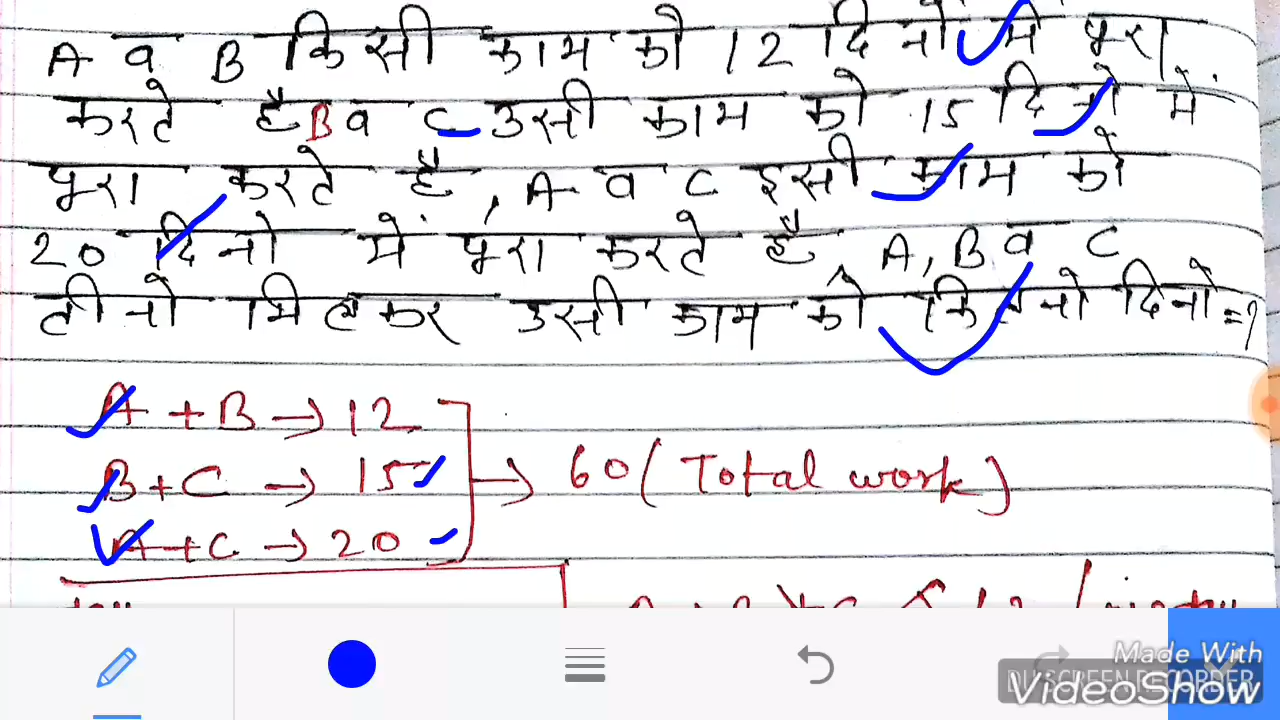 A व B किसी काम को 12 दिनो में पूरा
करते है B व C उसी काम को 15 दिनो में
पूरा करते है, A व C इसी काम को
20 दिनो में पूरा करते है, A, B व C
तीनो मिलकर उसी काम को कितनो दिनो = ?
A + B → 12
B + C → 15
A + C → 20
→ 60 (Total work)
Made With
VideoShow